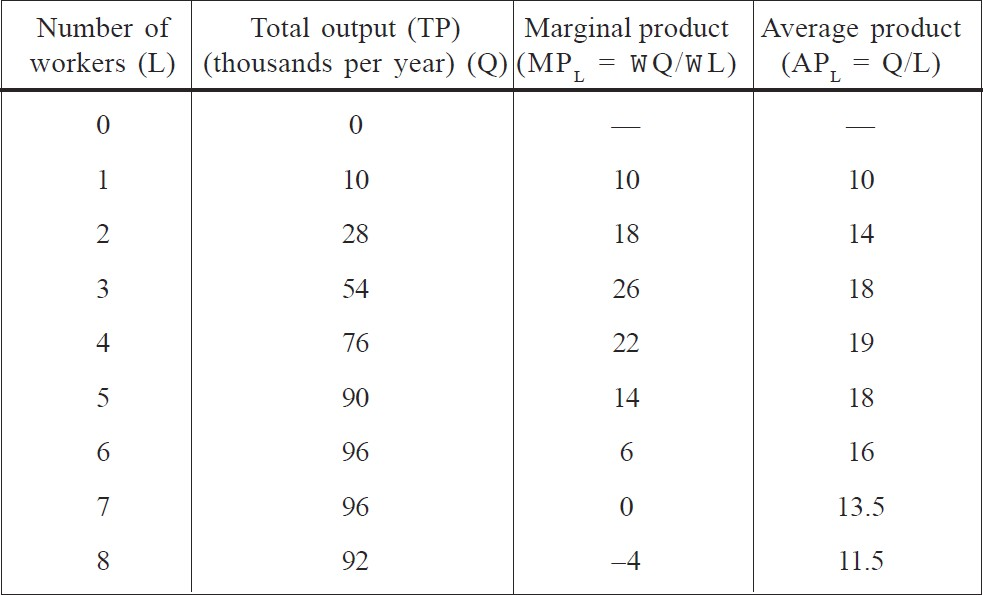 Number of workers (L) Total output (TP) (thousands per year) (Q) Marginal product (MPL = WQ/WL) Average product (APL = Q/L)
0 0 — —
1 10 10 10
2 28 18 14
3 54 26 18
4 76 22 19
5 90 14 18
6 96 6 16
7 96 0 13.5
8 92 –4 11.5